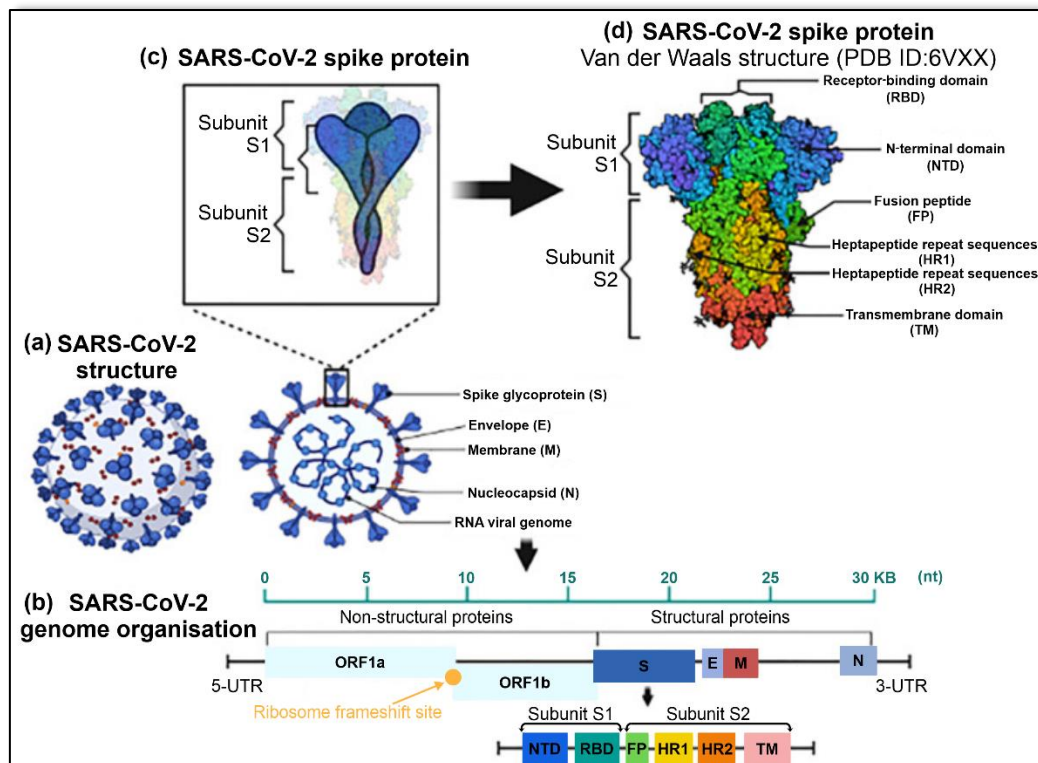 (c) SARS-CoV-2 spike protein
Subunit
S1
Subunit
S2
(d) SARS-CoV-2 spike protein
Van der Waals structure (PDB ID:6VXX)
Receptor-binding domain
(RBD)
Subunit
S1
N-terminal domain
(NTD)
Fusion peptide
(FP)
Subunit
S2
Heptapeptide repeat sequences
(HR1)
Heptapeptide repeat sequences
(HR2)
Transmembrane domain
(TM)
(a) SARS-CoV-2
structure
Spike glycoprotein (S)
Envelope (E)
Membrane (M)
Nucleocapsid (N)
RNA viral genome
0 5 10 15 20 25 30 KB (nt)
(b) SARS-CoV-2
genome organisation
Non-structural proteins Structural proteins
ORF1a S E M N
5-UTR ORF1b 3-UTR
Ribosome frameshift site
Subunit S1 Subunit S2
NTD RBD FP HR1 HR2 TM